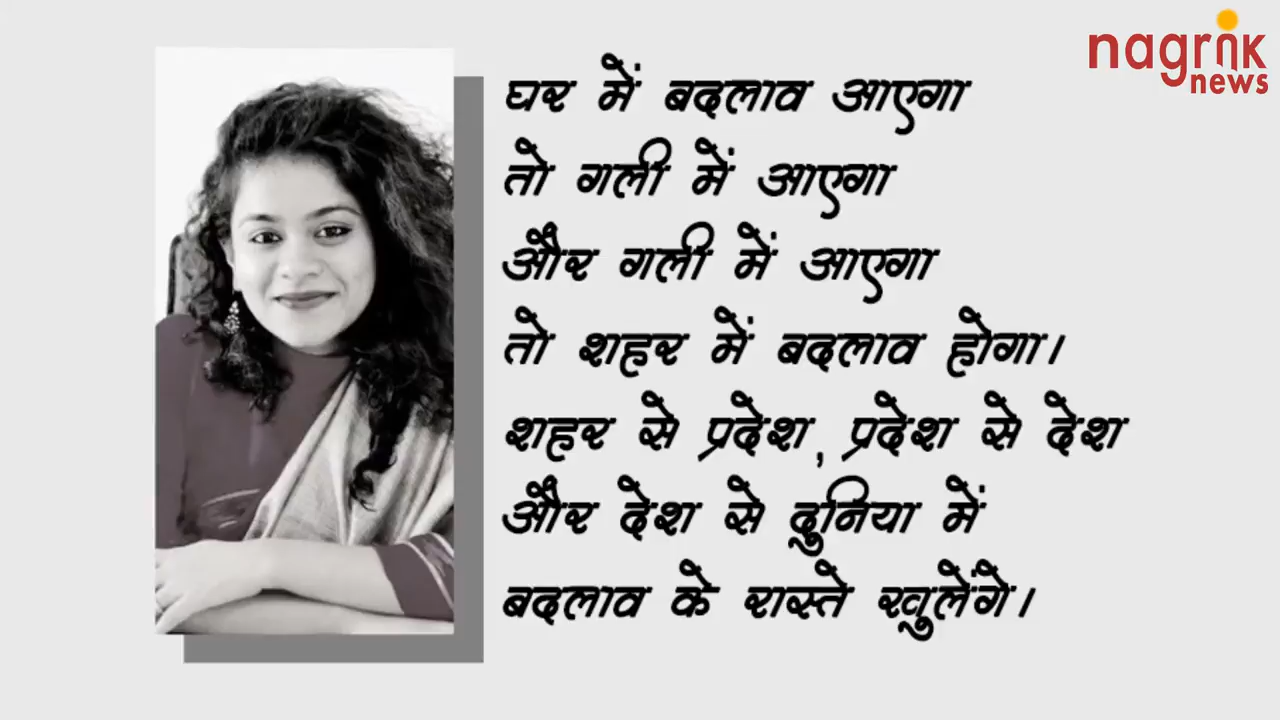 nagrik
news
घर में बदलाव आएगा
तो गली में आएगा
और गली में आएगा
तो शहर में बदलाव होगा।
शहर से प्रदेश, प्रदेश से देश
और देश से दुनिया में
बदलाव के रास्ते खुलेंगे।